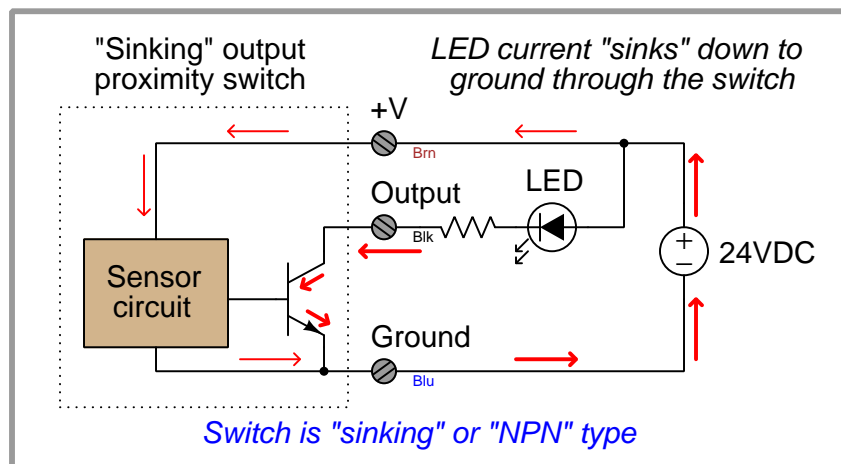 "Sinking" output
proximity switch
LED current "sinks" down to
ground through the switch
+V
Brn
Output
LED
Blk
24VDC
Sensor
circuit
Ground
Blu
Switch is "sinking" or "NPN" type